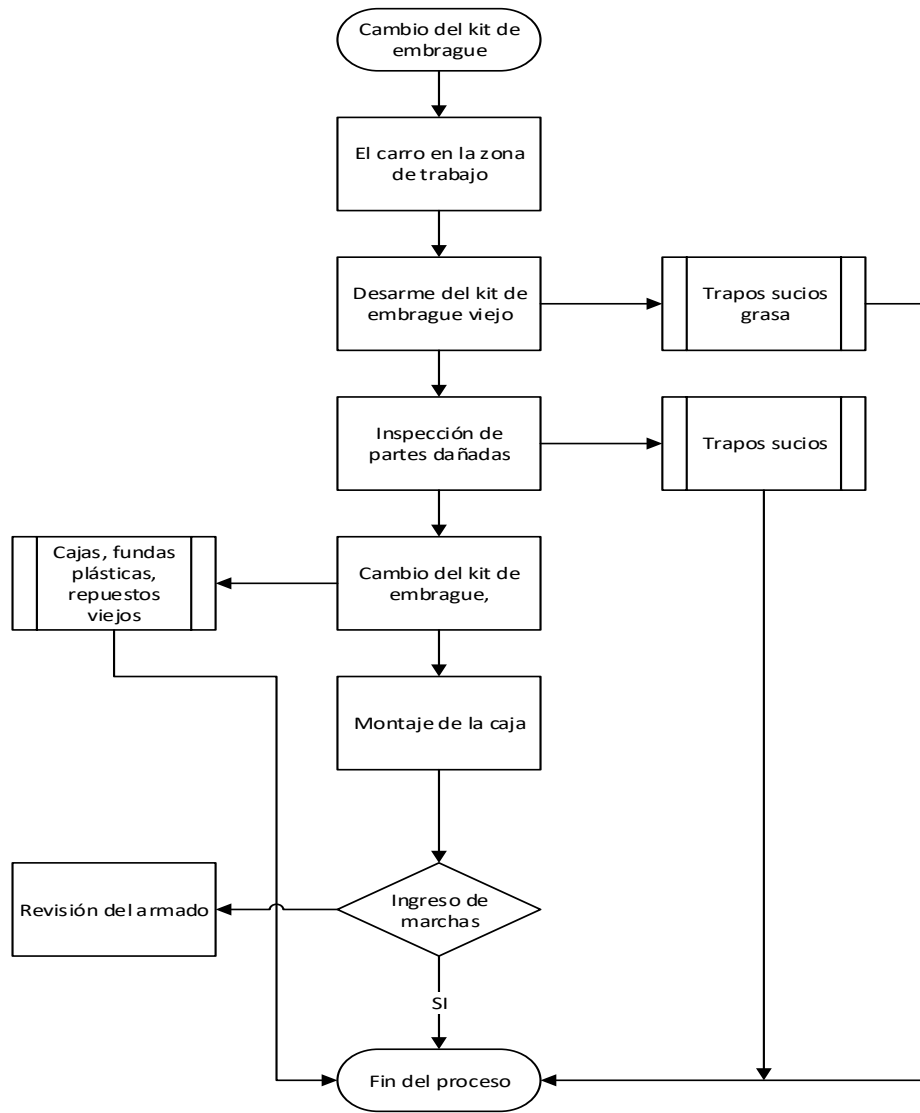 Cambio del kit de
embrague
El carro en la zona
de trabajo
Desarme del kit de
embrague viejo
Trapos sucios
grasa
Inspección de
partes dañadas
Trapos sucios
Cajas, fundas
plásticas,
repuestos
viejos
Cambio del kit de
embrague,
Montaje de la caja
Revisión del armado
Ingreso de
marchas
SI
Fin del proceso